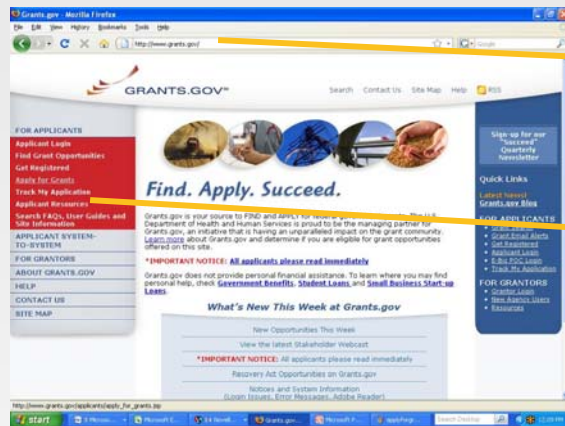 Grants.gov - Mozilla Firefox
File Edit View History Bookmarks Tools Help
http://www.grants.gov/
Google
GRANTS.GOV
Search Contact Us Site Map Help RSS
FOR APPLICANTS
Applicant Login
Find Grant Opportunities
Get Registered
Apply for Grants
Track My Application
Applicant Resources
Search FAQs, User Guides and
Site Information
APPLICANT SYSTEM-
TO-SYSTEM
FOR GRANTORS
ABOUT GRANTS.GOV
HELP
CONTACT US
SITE MAP
Find. Apply. Succeed.
Grants.gov is your source to FIND and APPLY for
Department of Health and Human Services is proud to be the managing partner for
Grants.gov, an initiative that is having an unparalleled impact on the grant community.
Learn more about Grants.gov and determine if you are eligible for grant opportunities
offered on this site.
*IMPORTANT NOTICE: All applicants please read immediately
Grants.gov does not provide personal financial assistance. To learn where you may find
personal help, check Government Benefits, Student Loans and Small Business Start-up
Loans.
What's New This Week at Grants.gov
New Opportunities This Week
View the latest Stakeholder Webcast
*IMPORTANT NOTICE: All applicants please read immediately
Recovery Act Opportunities on Grants.gov
Notices and System Information
(Login Issues, Error Messages, Adobe Reader)
Sign-up for our
"Succeed"
Quarterly
Newsletter
Quick Links
Latest News!
Grants.gov Blog
FOR APPLICANTS
Grant Email Alerts
Get Registered
Applicant Login
E-Biz POC Login
Track My Application
FOR GRANTORS
Grantor Login
New Agency Users
Resources
http://www.grants.gov/applicants/apply_for_grants.jsp
start
Search Desktop